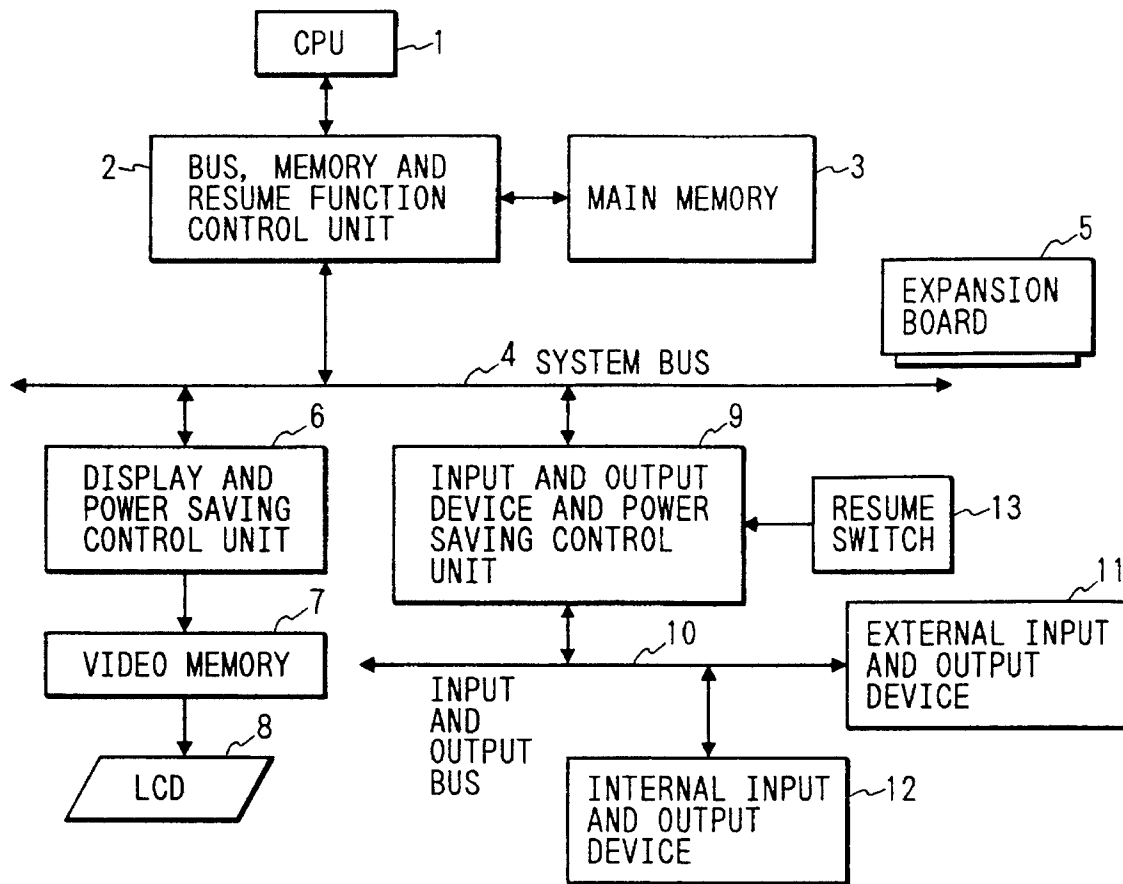 CPU
1
2
BUS, MEMORY AND
RESUME FUNCTION
CONTROL UNIT
MAIN MEMORY
3
5
EXPANSION
BOARD
4
SYSTEM BUS
6
DISPLAY AND
POWER SAVING
CONTROL UNIT
9
INPUT AND OUTPUT
DEVICE AND POWER
SAVING CONTROL
UNIT
RESUME
SWITCH
13
7
VIDEO MEMORY
10
INPUT
AND
OUTPUT
BUS
11
EXTERNAL INPUT
AND OUTPUT
DEVICE
8
LCD
INTERNAL INPUT
AND OUTPUT
DEVICE
12